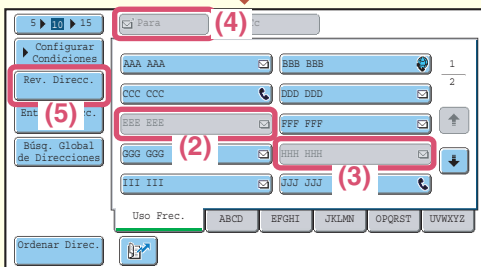 5 10 15
Para
(4)
c
Configurar
Condiciones
Rev. Direcc.
(5)
Ent c.
Búsq. Global
de Direcciones
AAA AAA
BBB BBB
1
2
CCC CCC
DDD DDD
EEE EEE
FFF FFF
(2)
GGG GGG
HHH HHH
(3)
III III
JJJ JJJ
Uso Frec.
ABCD
EFGHI
JKLMN
OPQRST
UVWXYZ
Ordenar Direc.